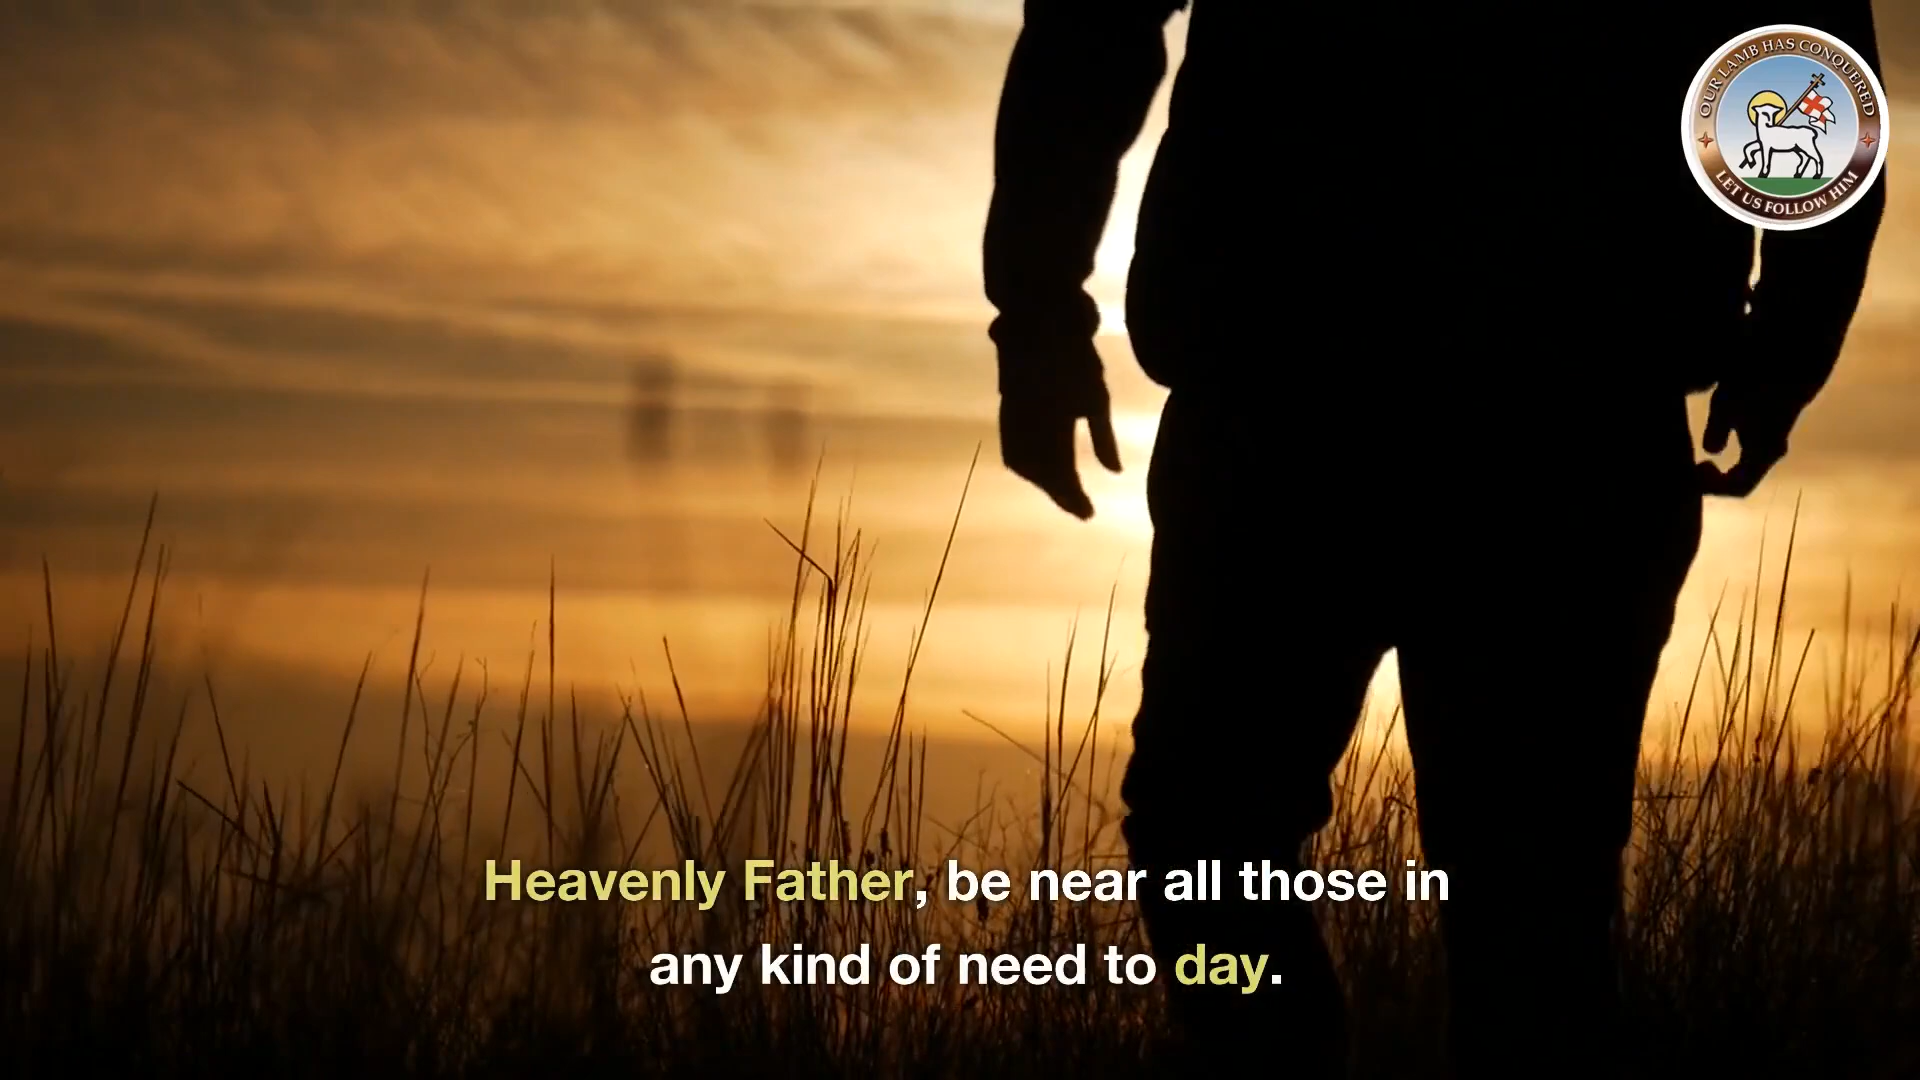 OUR LAMB HAS CONQUERED
LET US FOLLOW HIM
Heavenly Father, be near all those in
any kind of need to day.